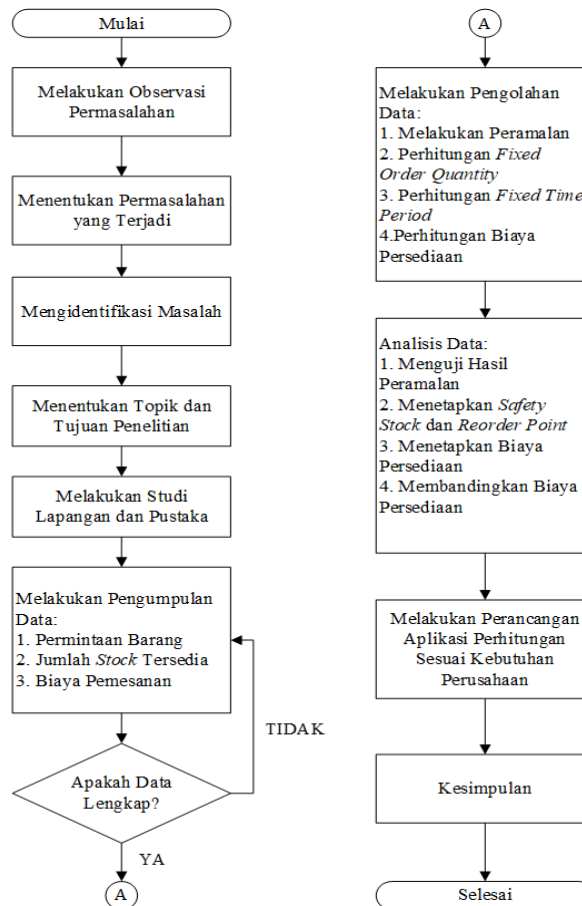 Mulai
Melakukan Observasi
Permasalahan
Menentukan Permasalahan
yang Terjadi
Mengidentifikasi Masalah
Menentukan Topik dan
Tujuan Penelitian
Melakukan Studi
Lapangan dan Pustaka
Melakukan Pengumpulan
Data:
1. Permintaan Barang
2. Jumlah Stock Tersedia
3. Biaya Pemesanan
TIDAK
Apakah Data
Lengkap?
YA
A
A
Melakukan Pengolahan
Data:
1. Melakukan Peramalan
2. Perhitungan Fixed
Order Quantity
3. Perhitungan Fixed Time
Period
4.Perhitungan Biaya
Persediaan
Analisis Data:
1. Menguji Hasil
Peramalan
2. Menetapkan Safety
Stock dan Reorder Point
3. Menetapkan Biaya
Persediaan
4. Membandingkan Biaya
Persediaan
Melakukan Perancangan
Aplikasi Perhitungan
Sesuai Kebutuhan
Perusahaan
Kesimpulan
Selesai